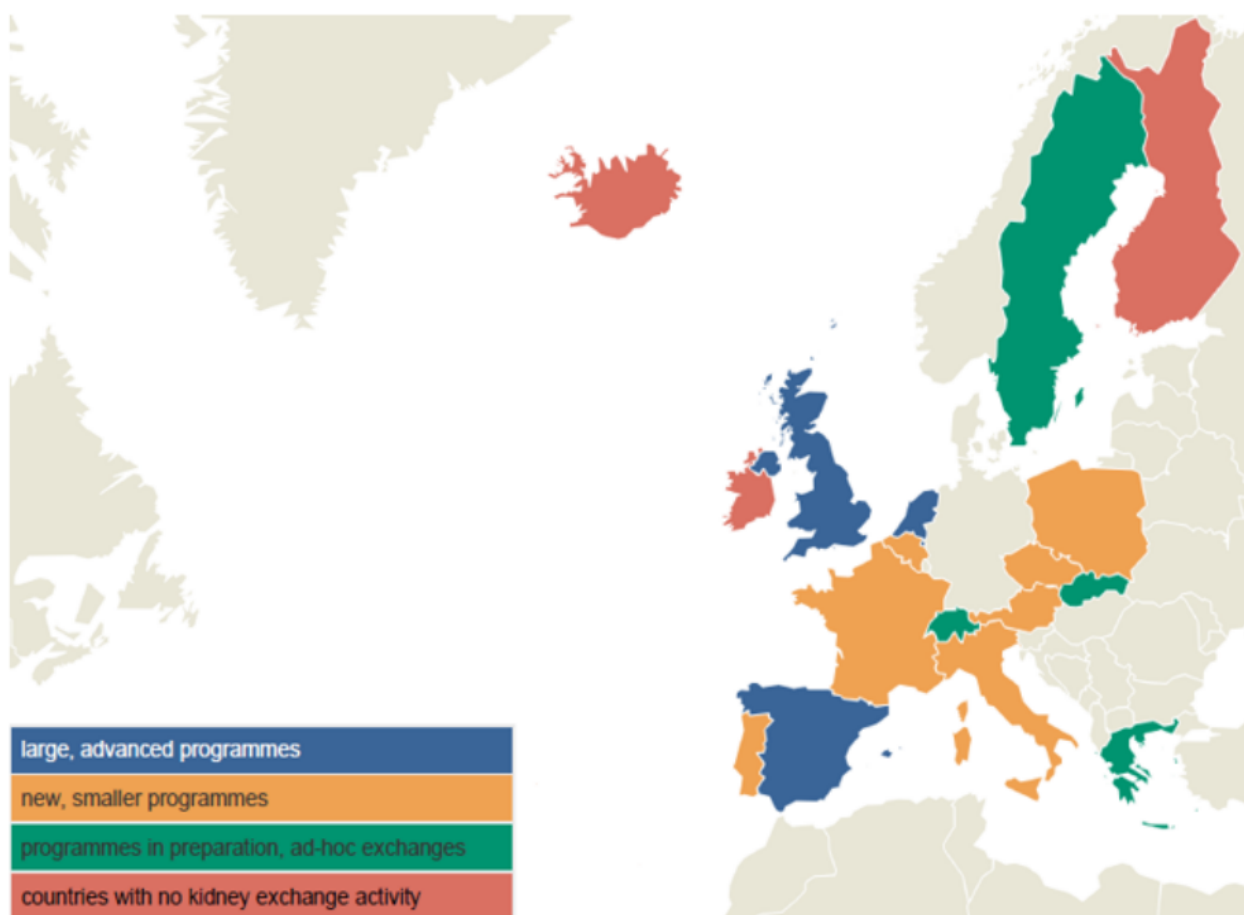 large, advanced programmes
new, smaller programmes
programmes in preparation, ad-hoc exchanges
countries with no kidney exchange activity